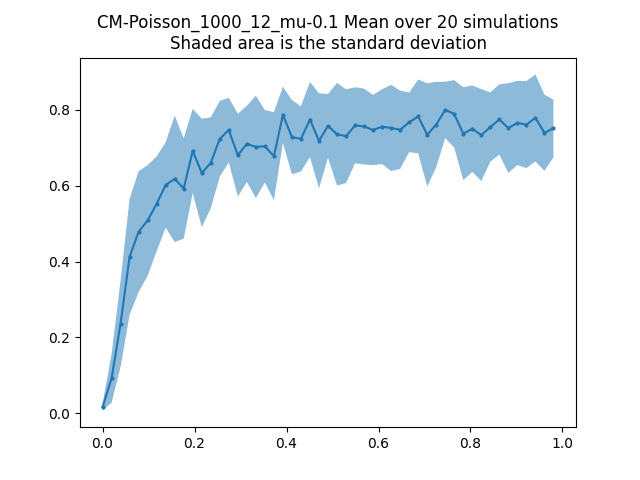 CM-Poisson_1000_12_mu-0.1 Mean over 20 simulations
Shaded area is the standard deviation
0.8
0.6
0.4
0.2
0.0
0.0 0.2 0.4 0.6 0.8 1.0